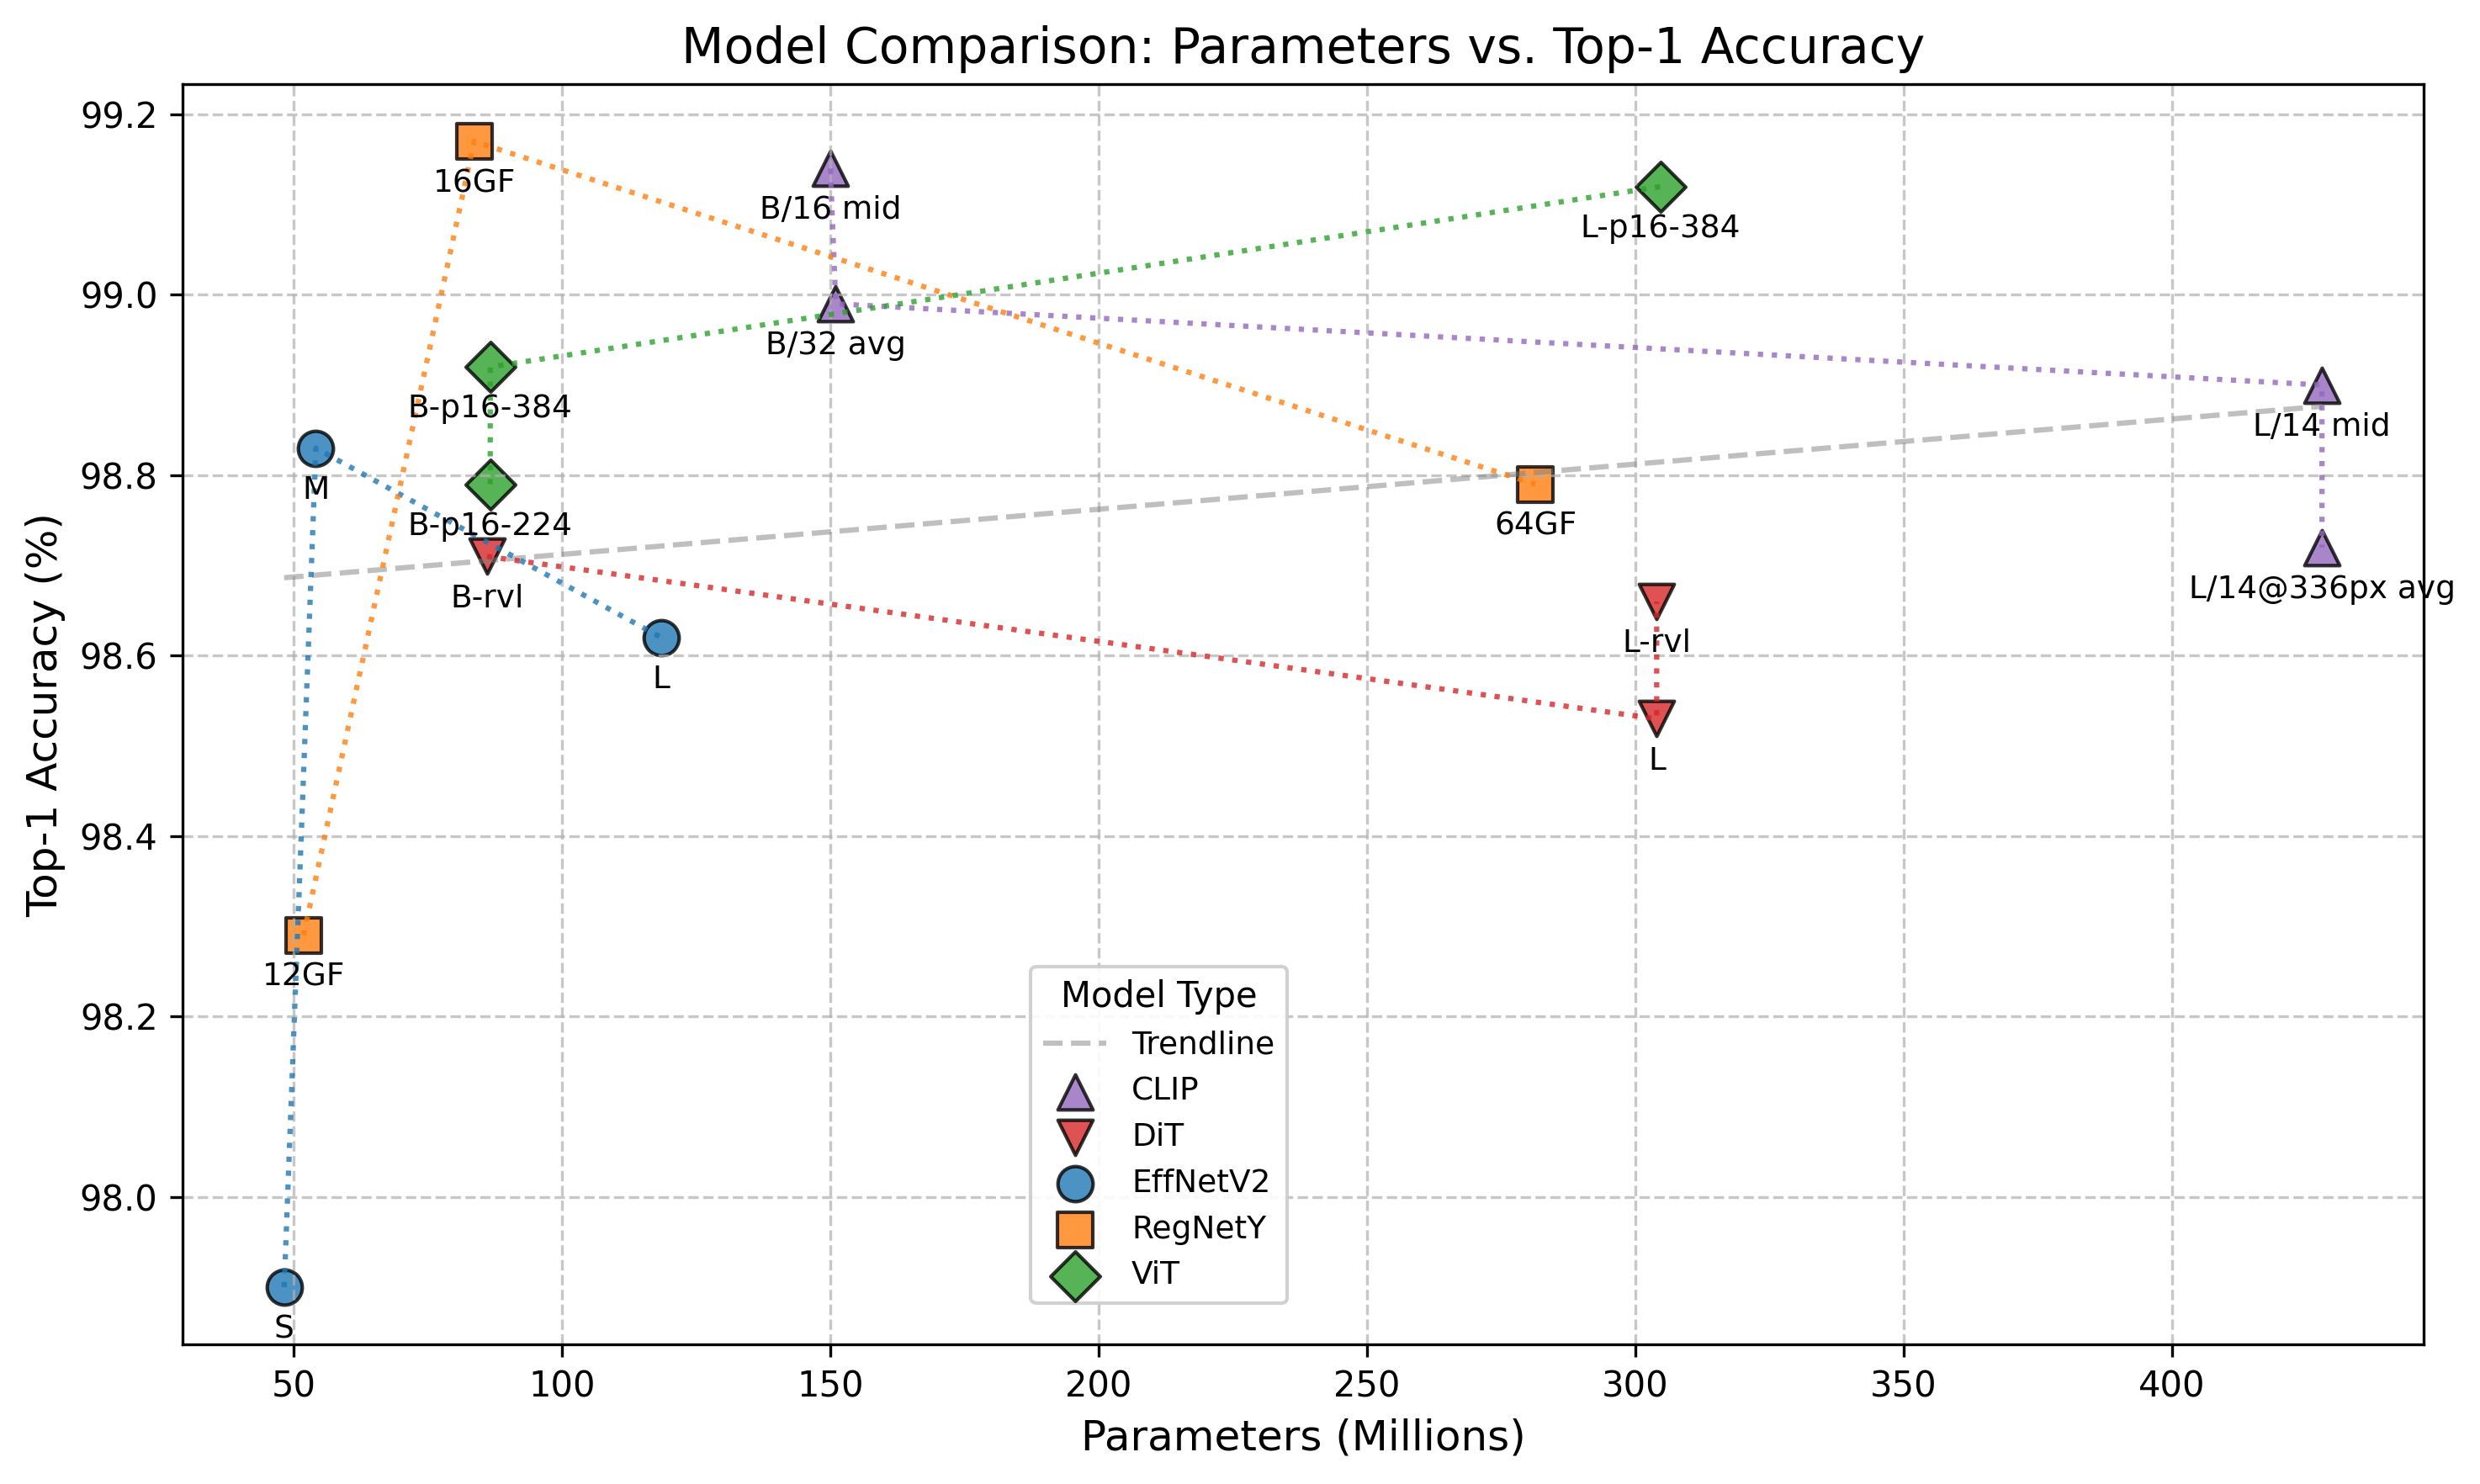 Model Comparison: Parameters vs. Top-1 Accuracy
Top-1 Accuracy (%)
99.2
99.0
98.8
98.6
98.4
98.2
98.0
16GF
B/16 mid
L-p16-384
B/32 avg
B-p16-384
L/14 mid
M
B-p16-224
64GF
B-rvl
L/14@336px avg
L-rvl
L
L
12GF
S
Model Type
Trendline
CLIP
DiT
EffNetV2
RegNetY
ViT
50
100
150
200
250
300
350
400
Parameters (Millions)